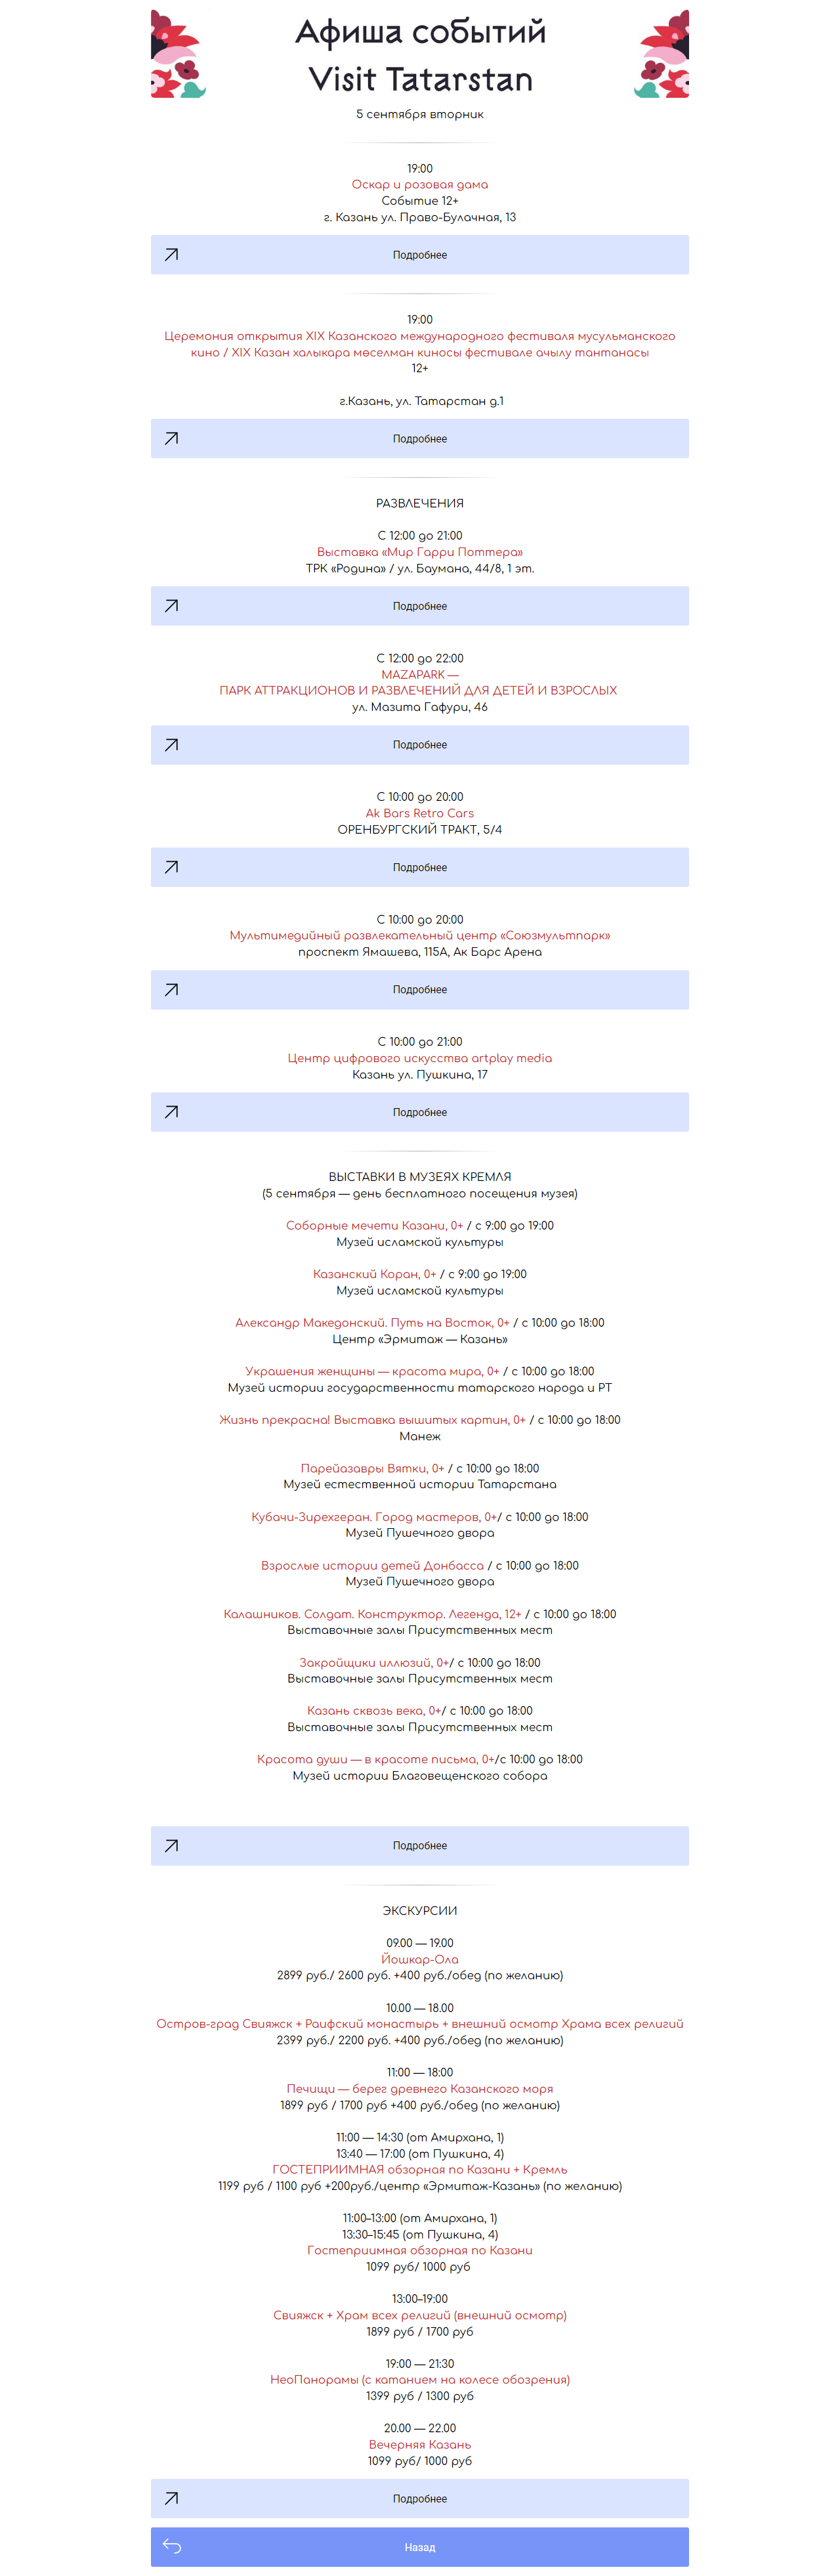 Афиша событий
Visit Tatarstan
5 сентября вторник
19:00
Оскар и розовая дама
Событие 12+
г. Казань ул. Право-Булачная, 13
Подробнее
19:00
Церемония открытия XIX Казанского международного фестиваля мусульманского
кино / XIX Казан халыкара мөселман киносы фестивале ачылу тантанасы
12+
г.Казань, ул. Татарстан д.1
Подробнее
РАЗВЛЕЧЕНИЯ
С 12:00 до 21:00
Выставка «Мир Гарри Поттера»
ТРК «Родина» / ул. Баумана, 44/8, 1 эт.
Подробнее
С 12:00 до 22:00
MAZAPARK —
ПАРК АТТРАКЦИОНОВ И РАЗВЛЕЧЕНИЙ ДЛЯ ДЕТЕЙ И ВЗРОСЛЫХ
ул. Мазита Гафури, 46
Подробнее
С 10:00 до 20:00
Ak Bars Retro Cars
ОРЕНБУРГСКИЙ ТРАКТ, 5/4
Подробнее
С 10:00 до 20:00
Мультимедийный развлекательный центр «Союзмультпарк»
проспект Ямашева, 115А, Ак Барс Арена
Подробнее
С 10:00 до 21:00
Центр цифрового искусства artplay media
Казань ул. Пушкина, 17
Подробнее
ВЫСТАВКИ В МУЗЕЯХ КРЕМЛЯ
(5 сентября — день бесплатного посещения музея)
Соборные мечети Казани, 0+ / с 9:00 до 19:00
Музей исламской культуры
Казанский Коран, 0+ / с 9:00 до 19:00
Музей исламской культуры
Александр Македонский. Путь на Восток, 0+ / с 10:00 до 18:00
Центр «Эрмитаж — Казань»
Украшения женщины — красота мира, 0+ / с 10:00 до 18:00
Музей истории государственности татарского народа и РТ
Жизнь прекрасна! Выставка вышитых картин, 0+ / с 10:00 до 18:00
Манеж
Парейазавры Вятки, 0+ / с 10:00 до 18:00
Музей естественной истории Татарстана
Кубачи-Зирехгеран. Город мастеров, 0+/ с 10:00 до 18:00
Музей Пушечного двора
Взрослые истории детей Донбасса / с 10:00 до 18:00
Музей Пушечного двора
Калашников. Солдат. Конструктор. Легенда, 12+ / с 10:00 до 18:00
Выставочные залы Присутственных мест
Закройщики иллюзий, 0+/ с 10:00 до 18:00
Выставочные залы Присутственных мест
Казань сквозь века, 0+/ с 10:00 до 18:00
Выставочные залы Присутственных мест
Красота души — в красоте письма, 0+/с 10:00 до 18:00
Музей истории Благовещенского собора
Подробнее
ЭКСКУРСИИ
09.00 — 19.00
Йошкар-Ола
2899 руб./ 2600 руб. +400 руб./обед (по желанию)
10.00 — 18.00
Остров-град Свияжск + Раифский монастырь + внешний осмотр Храма всех религий
2399 руб./ 2200 руб. +400 руб./обед (по желанию)
11:00 — 18:00
Печищи — берег древнего Казанского моря
1899 руб / 1700 руб +400 руб./обед (по желанию)
11:00 — 14:30 (от Амирхана, 1)
13:40 — 17:00 (от Пушкина, 4)
ГОСТЕПРИИМНАЯ обзорная по Казани + Кремль
1199 руб / 1100 руб +200руб./центр «Эрмитаж-Казань» (по желанию)
11:00–13:00 (от Амирхана, 1)
13:30–15:45 (от Пушкина, 4)
Гостеприимная обзорная по Казани
1099 руб/ 1000 руб
13:00–19:00
Свияжск + Храм всех религий (внешний осмотр)
1899 руб / 1700 руб
19:00 — 21:30
НеоПанорамы (с катанием на колесе обозрения)
1399 руб / 1300 руб
20.00 — 22.00
Вечерняя Казань
1099 руб/ 1000 руб
Подробнее
Назад